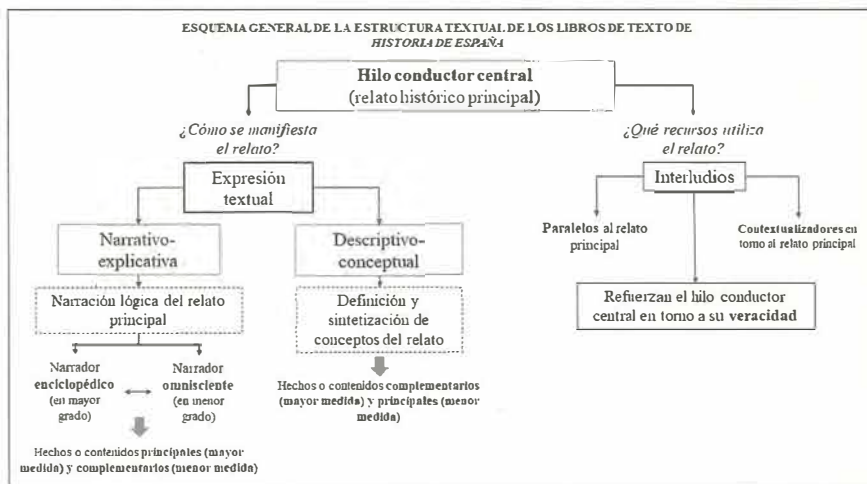 ESQUEMA GENERAL DE LA ESTRUCTURA TEXTUAL DE LOS LIBROS DE TEXTO DE
HISTORIA DE ESPAÑA
Hilo conductor central
(relato histórico principal)
¿Cómo se manifiesta
el relato?
Expresión
textual
Narrativo-
explicativa
Narración lógica del relato
principal
Narrador
enciclopédico
(en mayor
grado)
Narrador
omnisciente
(en menor
grado)
Hechos o contenidos principales (mayor
medida) y complementarios (menor medida)
Descriptivo-
conceptual
Definición y
sintetización de
conceptos del relato
Hechos o contenidos complementarios
(mayor medida) y principales (menor
medida)
¿Qué recursos utiliza
el relato?
Interludios
Paralelos al relato
principal
Contextualizadores en
torno al relato principal
Refuerzan el hilo conductor
central en torno a su veracidad